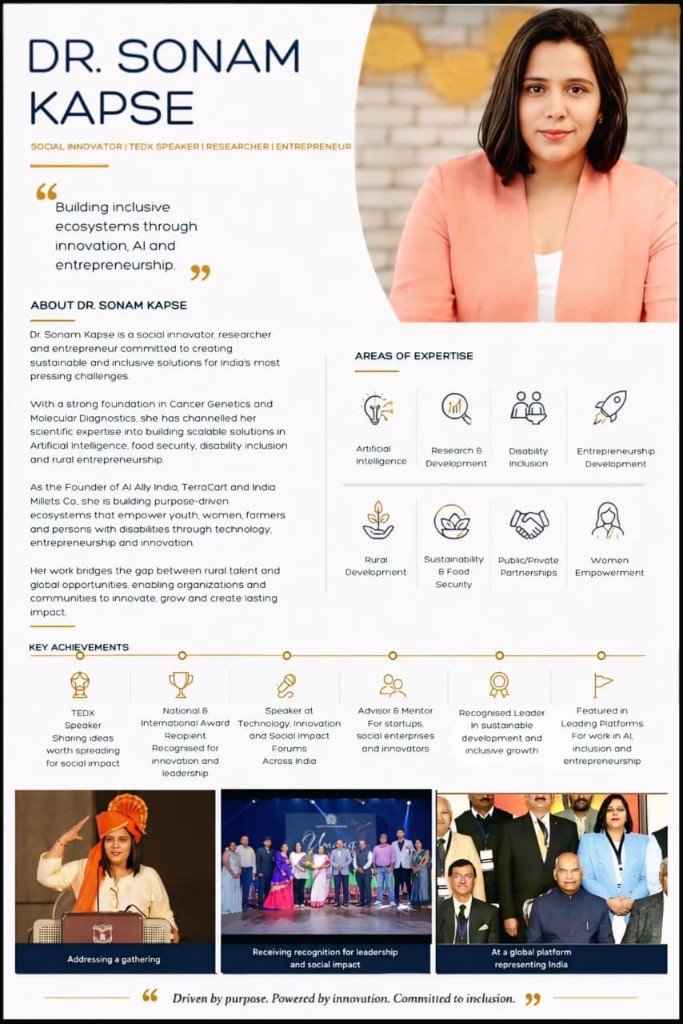 DR. SONAM
KAPSE
SOCIAL INNOVATOR | TEDX SPEAKER | RESEARCHER | ENTREPRENEUR
“
Building inclusive
ecosystems through
innovation, AI and
entrepreneurship.
”
ABOUT DR. SONAM KAPSE
Dr. Sonam Kapse is a social innovator, researcher
and entrepreneur committed to creating
sustainable and inclusive solutions for India's most
pressing challenges.
With a strong foundation in Cancer Genetics and
Molecular Diagnostics, she has channelled her
scientific expertise into building scalable solutions in
Artificial Intelligence, food security, disability inclusion
and rural entrepreneurship.
As the Founder of AI Ally India, TerraCart and India
Millets Co, she is building purpose-driven
ecosystems that empower youth, women, farmers
and persons with disabilities through technology,
entrepreneurship and innovation.
Her work bridges the gap between rural talent and
global opportunities, enabling organizations and
communities to innovate, grow and create lasting
impact.
AREAS OF EXPERTISE
Artificial
Intelligence
Research &
Development
Disability
Inclusion
Entrepreneurship
Development
Rural
Development
Sustainability
& Food
Security
Public/Private
Partnerships
Women
Empowerment
KEY ACHIEVEMENTS
TEDX
Speaker
Sharing ideas
worth spreading
for social impact
National &
International Award
Recipient
Recognised for
innovation and
leadership
Speaker at
Technology, Innovation
and Social Impact
Forums
Across India
Advisor & Mentor
For startups,
social enterprises
and innovators
Recognised Leader
In sustainable
development and
inclusive growth
Featured in
Leading Platforms
For work in AI,
inclusion and
entrepreneurship
Addressing a gathering
Receiving recognition for leadership
and social impact
At a global platform
representing India
“ Driven by purpose. Powered by innovation. Committed to inclusion. ”